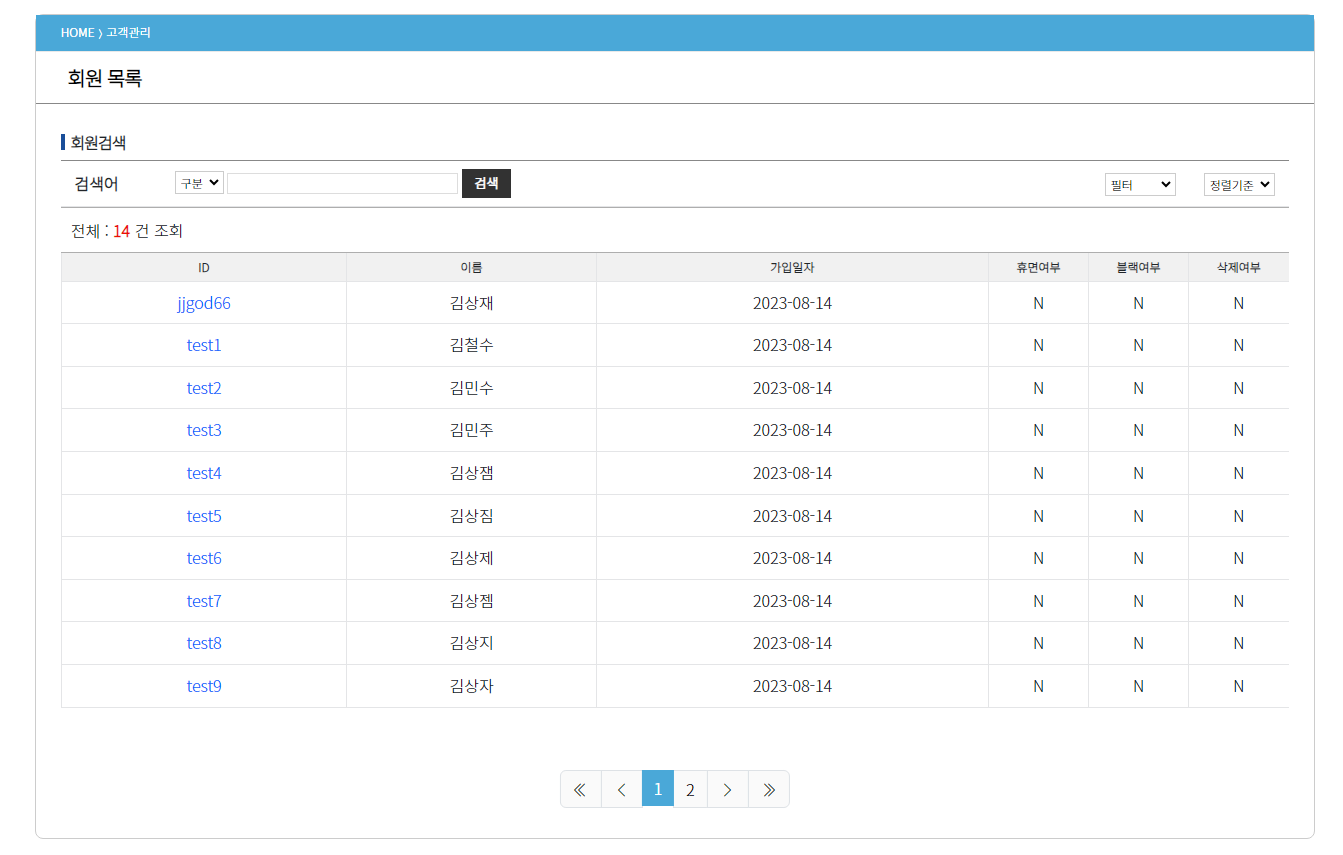 HOME 〉 고객관리
회원 목록
회원검색
검색어 구분 검색 필터 정렬기준
전체 : 14 건 조회
ID 이름 가입일자 휴면여부 블랙여부 삭제여부
jjgod66 김상재 2023-08-14 N N N
test1 김철수 2023-08-14 N N N
test2 김민수 2023-08-14 N N N
test3 김민주 2023-08-14 N N N
test4 김상잼 2023-08-14 N N N
test5 김상짐 2023-08-14 N N N
test6 김상제 2023-08-14 N N N
test7 김상젬 2023-08-14 N N N
test8 김상지 2023-08-14 N N N
test9 김상자 2023-08-14 N N N
1 2